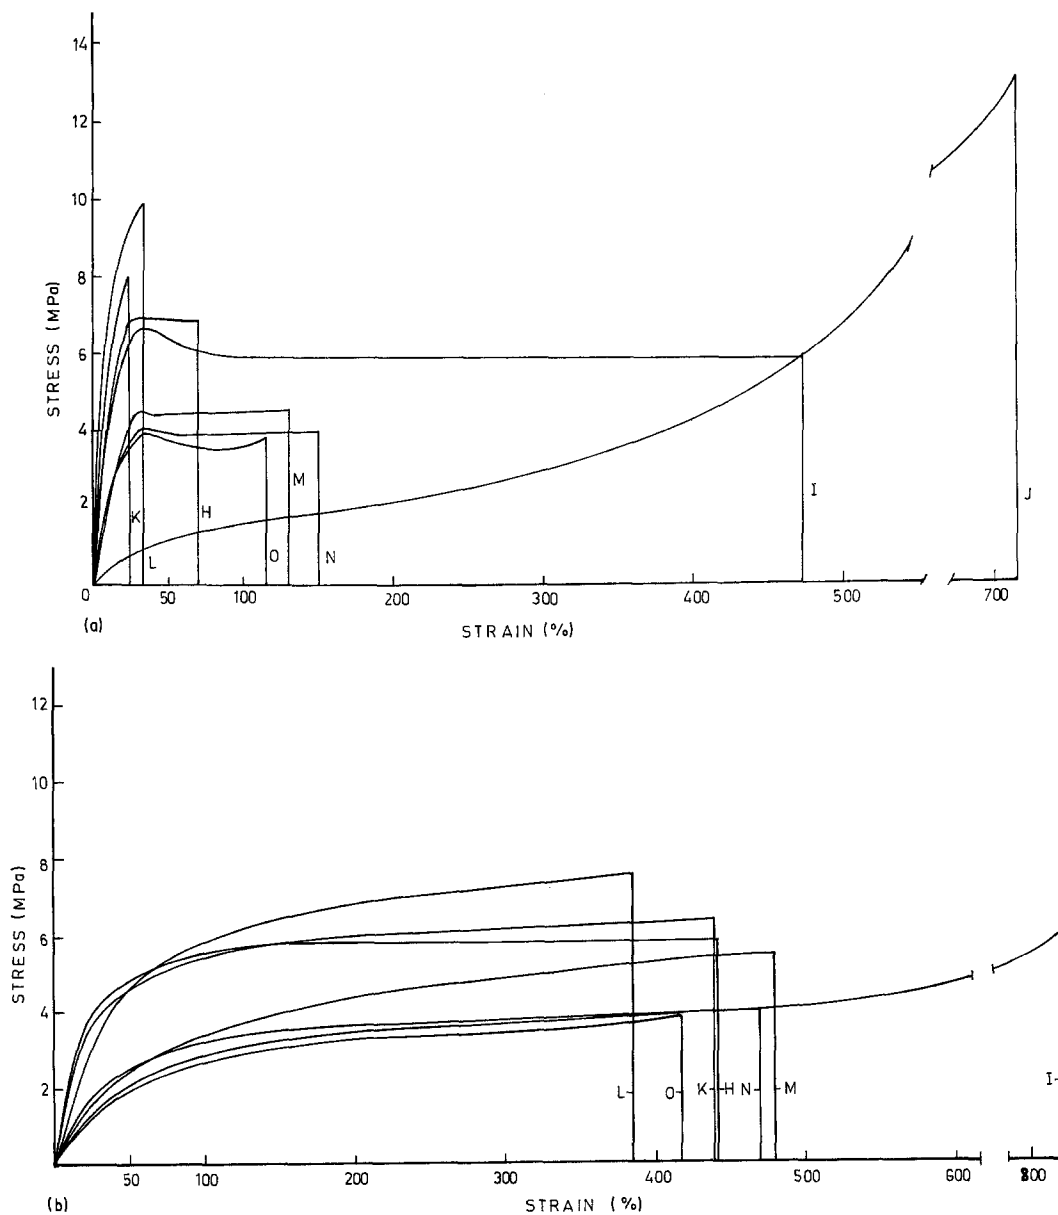 14
12
10
8
6
4
2
STRESS (MPa)
K
L
H
O
M
N
I
J
0 50 100 200 300 400 500 700
(a)
STRAIN (%)
12
10
8
6
4
2
STRESS (MPa)
L O K H N M I
50 100 200 300 400 500 600
(b)
STRAIN (%)